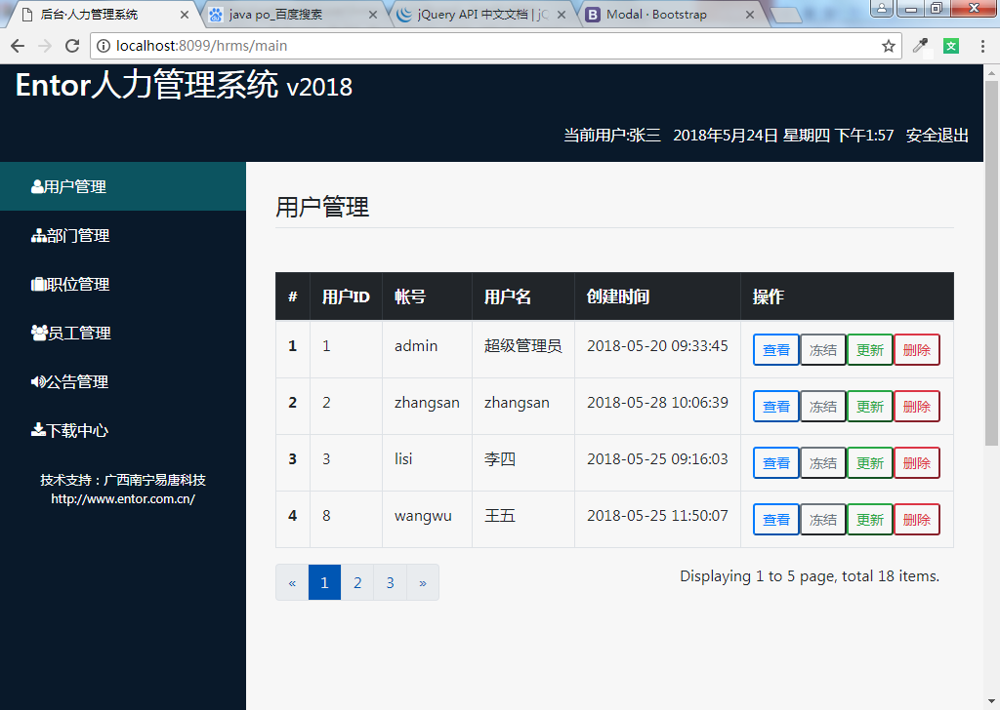 后台·人力管理系统 java po_百度搜索 jQuery API 中文文档 | jQ Modal · Bootstrap
localhost:8099/hrms/main 文
Entor人力管理系统 v2018
当前用户:张三 2018年5月24日 星期四 下午1:57 安全退出
用户管理
部门管理
职位管理
员工管理
公告管理
下载中心
技术支持：广西南宁易唐科技
http://www.entor.com.cn/
用户管理
# 用户ID 帐号 用户名 创建时间 操作
1 1 admin 超级管理员 2018-05-20 09:33:45 查看 冻结 更新 删除
2 2 zhangsan zhangsan 2018-05-28 10:06:39 查看 冻结 更新 删除
3 3 lisi 李四 2018-05-25 09:16:03 查看 冻结 更新 删除
4 8 wangwu 王五 2018-05-25 11:50:07 查看 冻结 更新 删除
« 1 2 3 » Displaying 1 to 5 page, total 18 items.